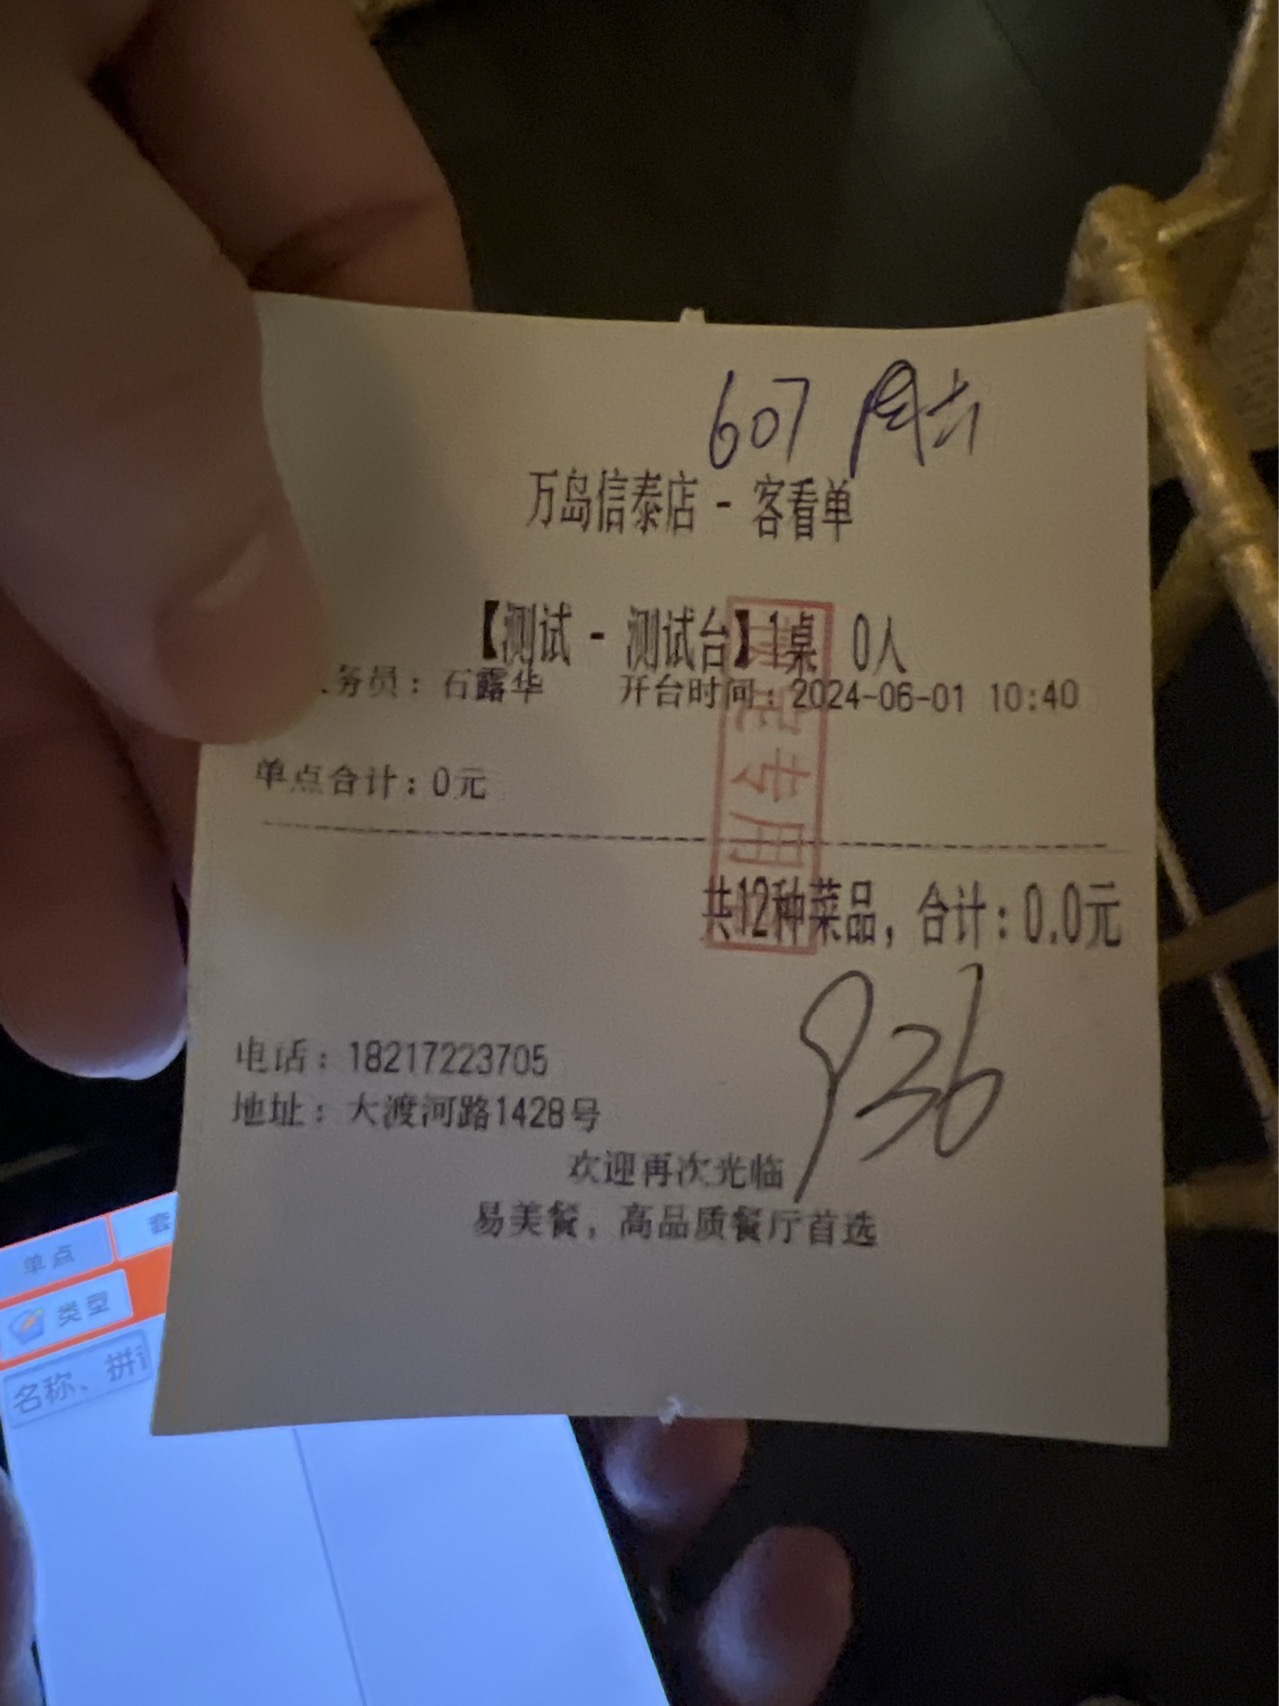 607 周六
万岛信泰店 - 客看单
【测试 - 测试台】1桌 0人
务员：石露华 开台时间：2024-06-01 10:40
单点合计：0元
专用
共12种菜品，合计：0.0元
936
电话：18217223705
地址：大渡河路1428号
欢迎再次光临
易美餐，高品质餐厅首选
单点
套
类型
名称、拼